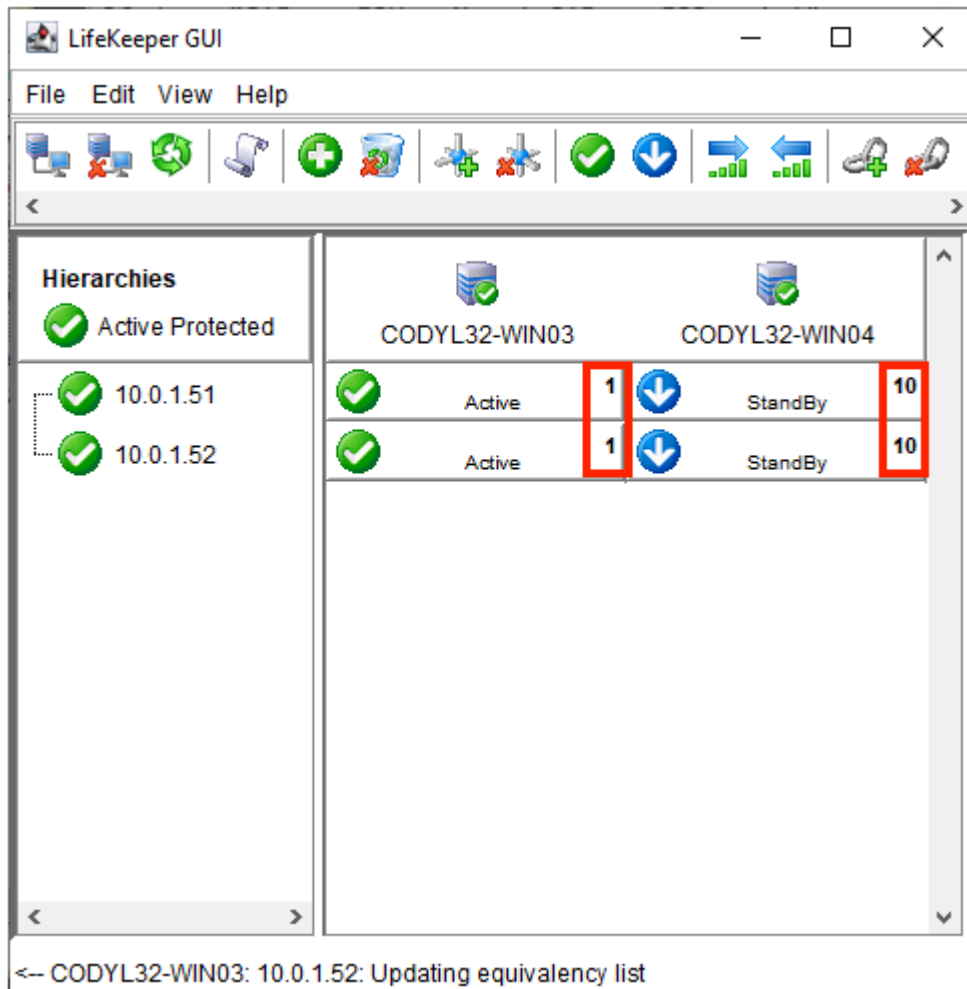 LifeKeeper GUI
File Edit View Help
Hierarchies
Active Protected
CODYL32-WIN03 CODYL32-WIN04
10.0.1.51 Active 1 StandBy 10
10.0.1.52 Active 1 StandBy 10
<-- CODYL32-WIN03: 10.0.1.52: Updating equivalency list